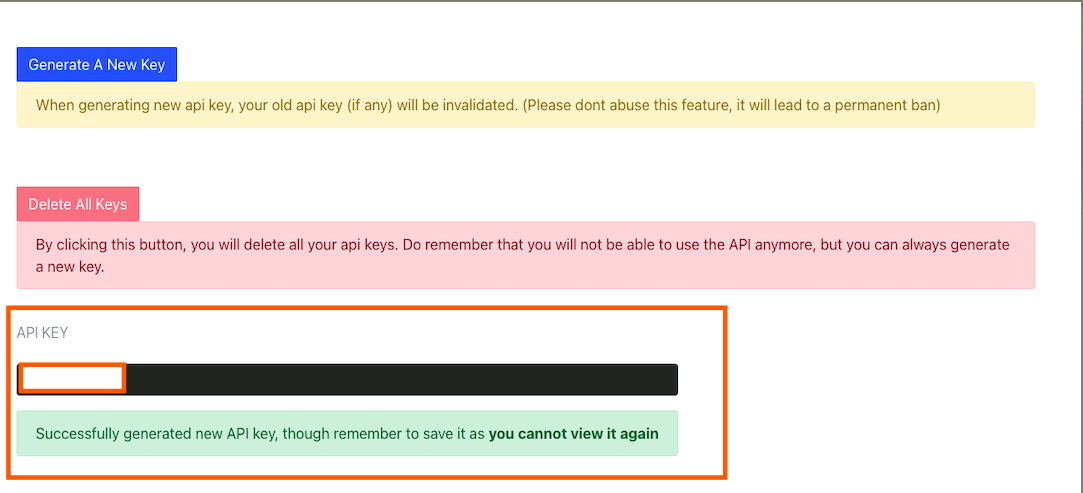 Generate A New Key
When generating new api key, your old api key (if any) will be invalidated. (Please dont abuse this feature, it will lead to a permanent ban)
Delete All Keys
By clicking this button, you will delete all your api keys. Do remember that you will not be able to use the API anymore, but you can always generate
a new key.
API KEY
Successfully generated new API key, though remember to save it as you cannot view it again